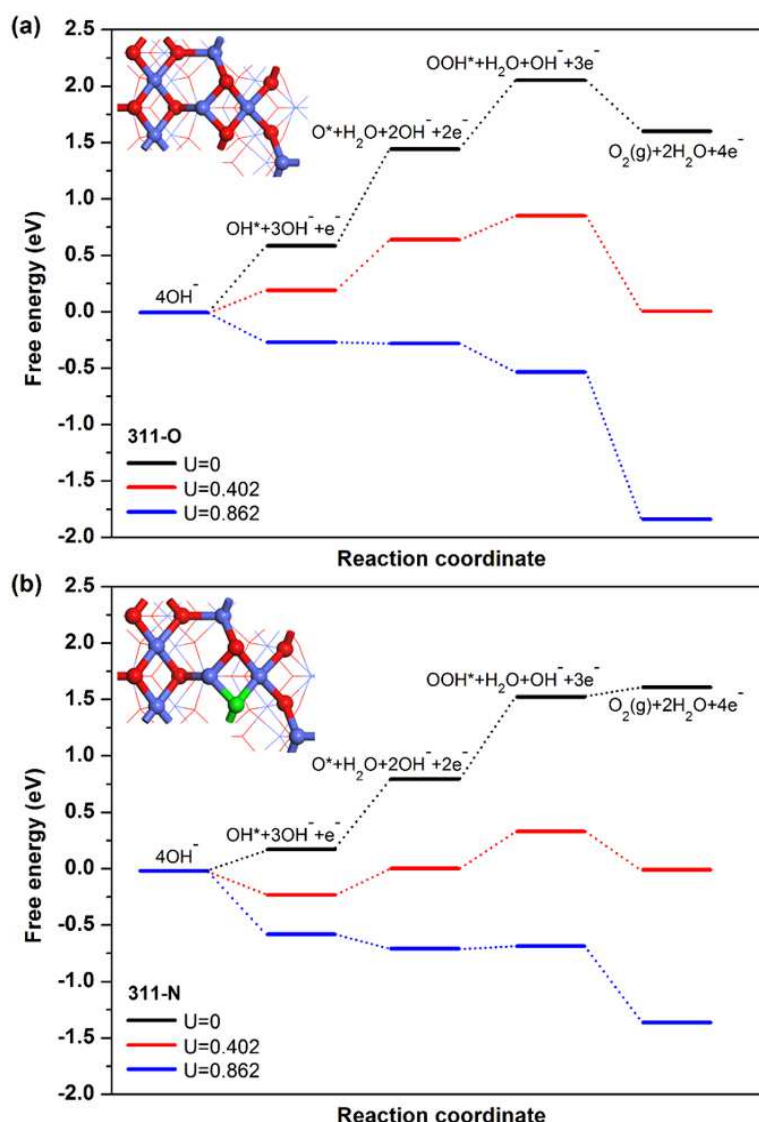 (a)
2.5
2.0
1.5
1.0
0.5
0.0
-0.5
-1.0
-1.5
-2.0
Free energy (eV)
OOH*+H₂O+OH⁻+3e⁻
O*+H₂O+2OH⁻+2e⁻
O₂(g)+2H₂O+4e⁻
OH*+3OH⁻+e⁻
4OH⁻
311-O
U=0
U=0.402
U=0.862
Reaction coordinate
(b)
2.5
2.0
1.5
1.0
0.5
0.0
-0.5
-1.0
-1.5
-2.0
Free energy (eV)
OOH*+H₂O+OH⁻+3e⁻
O₂(g)+2H₂O+4e⁻
O*+H₂O+2OH⁻+2e⁻
OH*+3OH⁻+e⁻
4OH⁻
311-N
U=0
U=0.402
U=0.862
Reaction coordinate